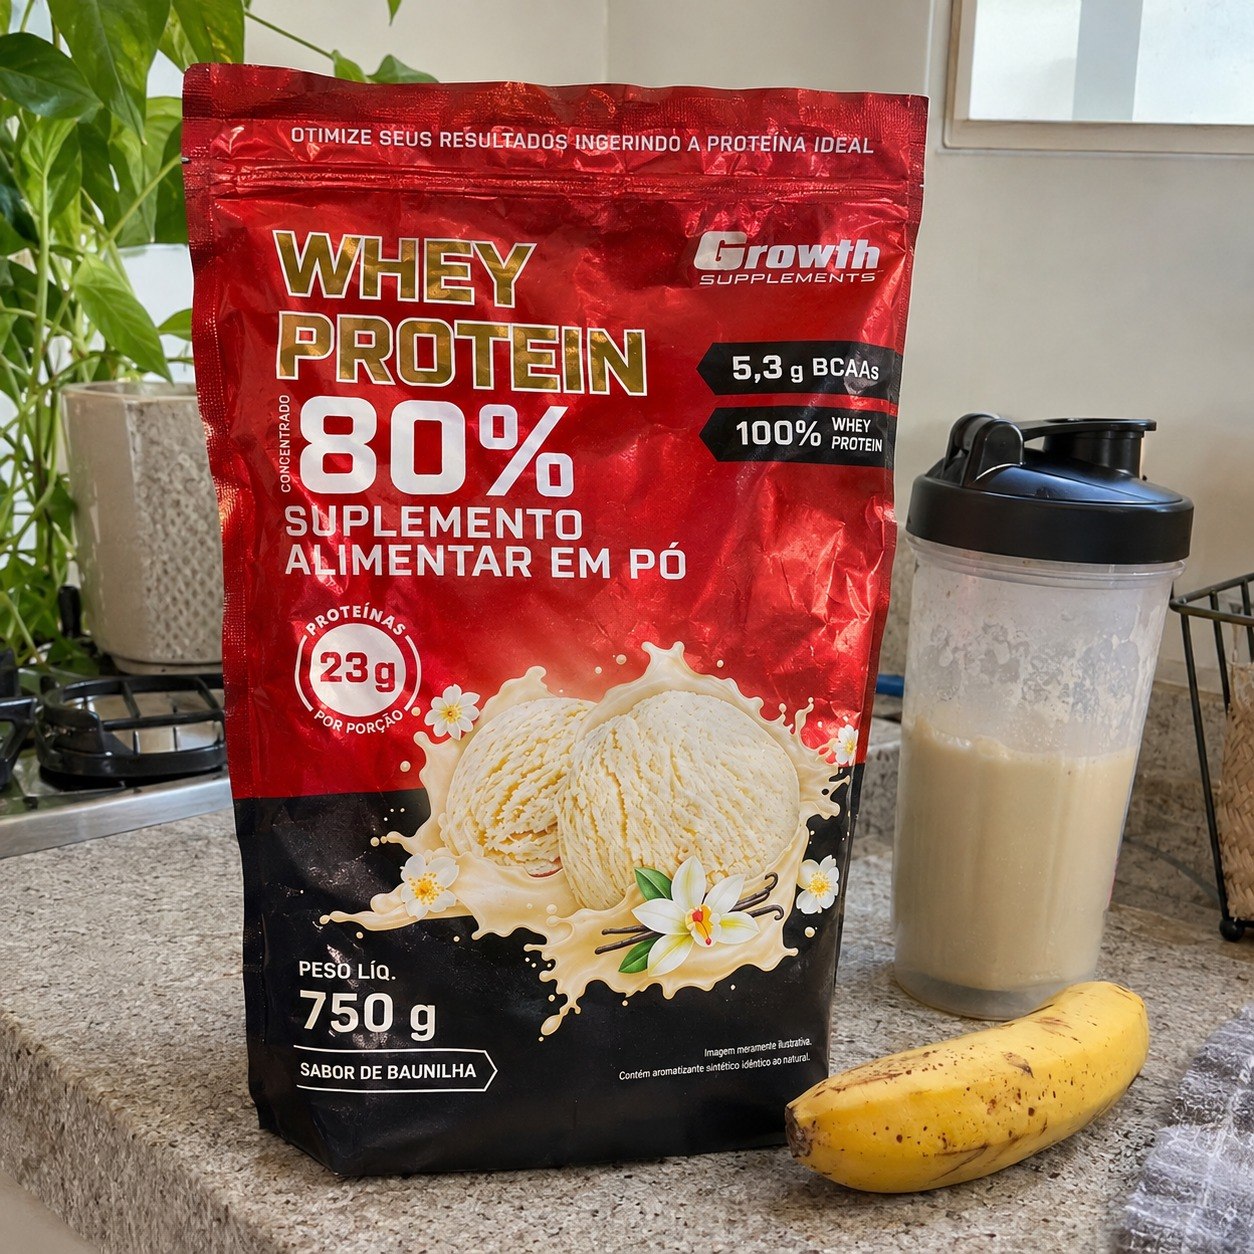 OTIMIZE SEUS RESULTADOS INGERINDO A PROTEÍNA IDEAL
WHEY
PROTEIN
CONCENTRADO
80%
SUPLEMENTO
ALIMENTAR EM PÓ
Growth
SUPPLEMENTS
5,3 g BCAAs
100% WHEY
PROTEIN
PROTEÍNAS
23g
POR PORÇÃO
PESO LÍQ.
750 g
SABOR DE BAUNILHA
Imagem meramente ilustrativa.
Contém aromatizante sintético idêntico ao natural.